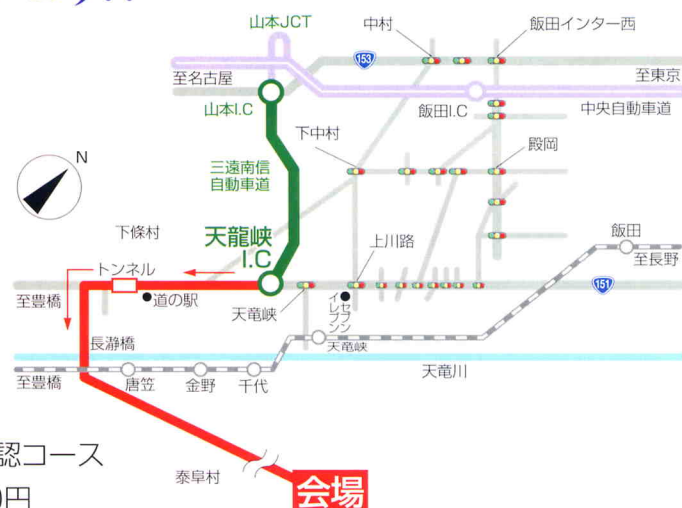 山本JCT
中村
飯田インター西
153
至名古屋
至東京
山本I.C
飯田I.C
中央自動車道
下中村
殿岡
N
三遠南信
自動車道
下條村
天龍峡
I.C
上川路
飯田
至長野
トンネル
151
至豊橋
道の駅
天竜峡
セブン
イレブン
天竜峡
長瀞橋
天竜川
至豊橋
唐笠
金野
千代
認コース
泰阜村
会場
円